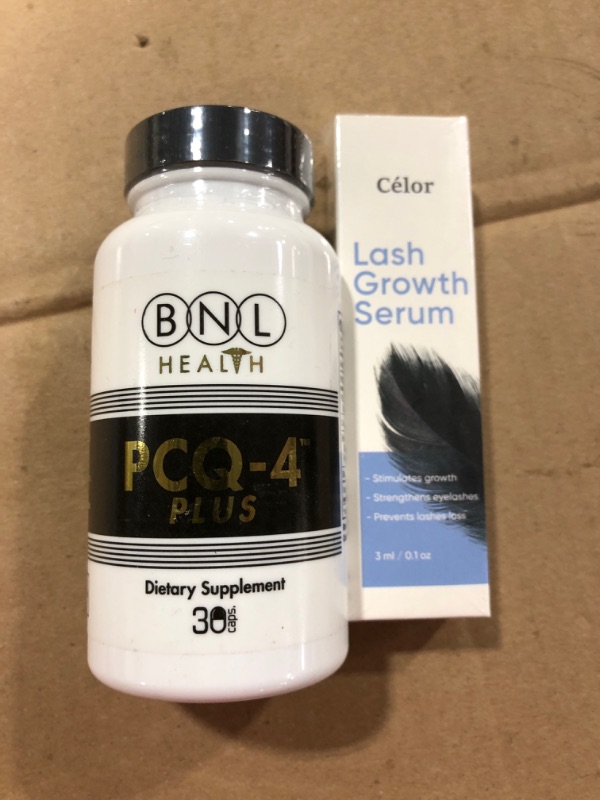 BNL
HEALTH
PCQ-4™
PLUS
Dietary Supplement
30 caps.
Célor
Lash
Growth
Serum
- Stimulates growth
- Strengthens eyelashes
- Prevents lashes loss
3 ml / 0.1 oz